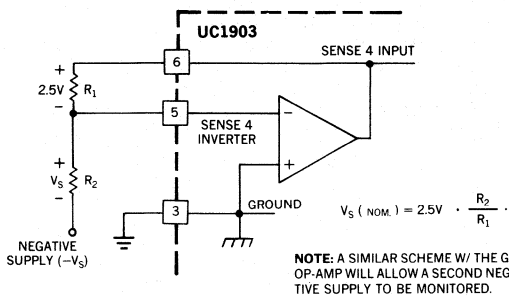 UC1903
SENSE 4 INPUT
6
+
2.5V R1
−
5
SENSE 4
INVERTER
−
+
+
VS R2
−
3
GROUND
VS (NOM.) = 2.5V · R2 / R1 ·
NEGATIVE
SUPPLY (−VS)
NOTE: A SIMILAR SCHEME W/ THE G
OP-AMP WILL ALLOW A SECOND NEG
TIVE SUPPLY TO BE MONITORED.